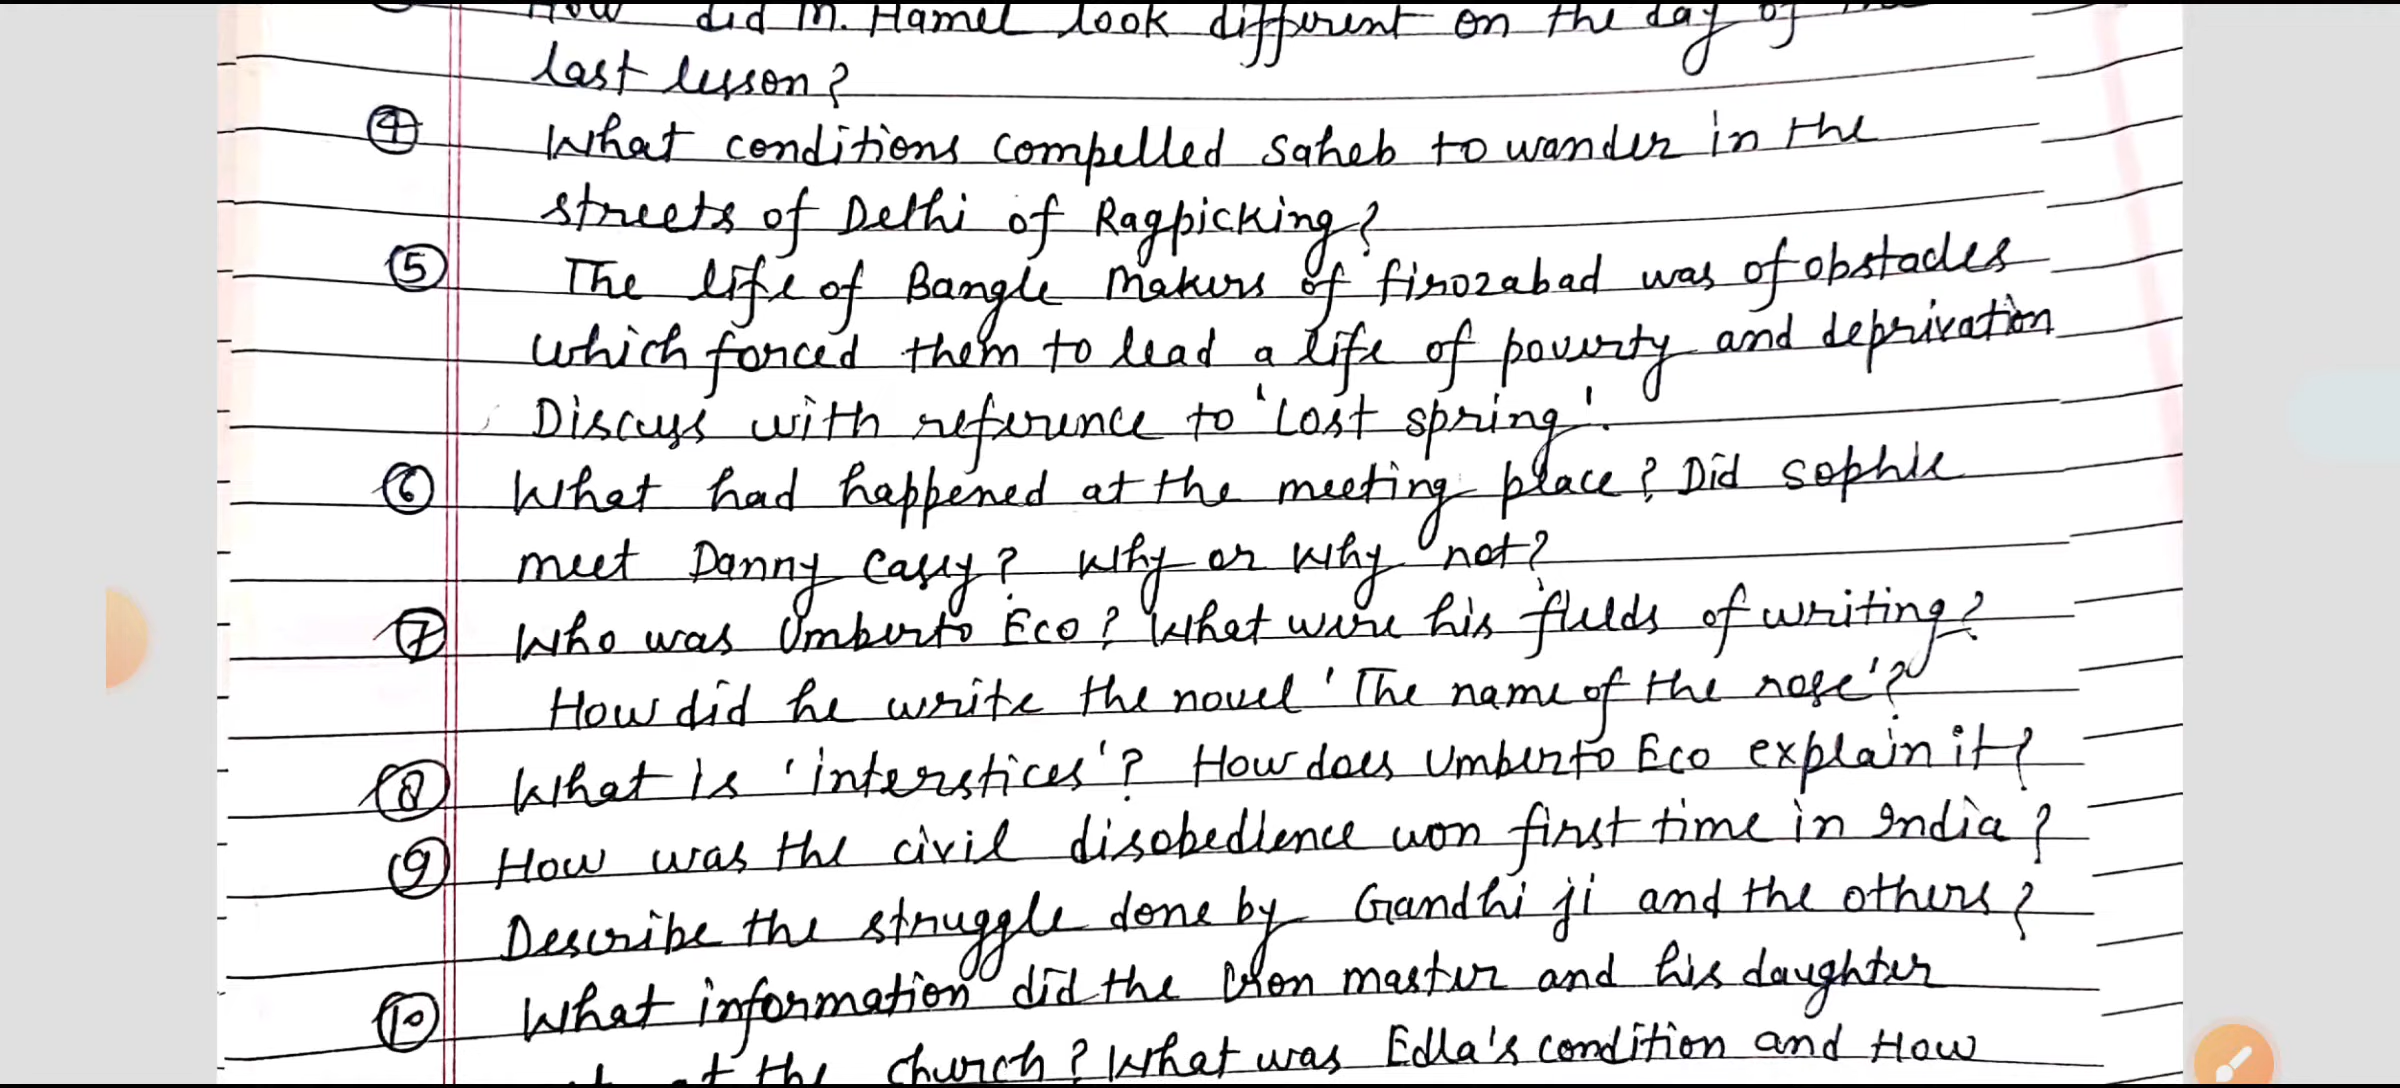 How did M. Hamel look different on the day of
last lesson?
④ What conditions compelled Saheb to wander in the
streets of Delhi of Ragpicking?
⑤ The life of Bangle Makers of firozabad was of obstacles
which forced them to lead a life of poverty and deprivation
Discuss with reference to 'Lost spring'.
⑥ What had happened at the meeting place? Did sophie
meet Danny Casey? Why or Why not?
⑦ Who was Umberto Eco? What were his fields of writing?
How did he write the novel 'The name of the rose'?
⑧ What is 'interstices'? How does Umberto Eco explain it?
⑨ How was the civil disobedience won first time in India?
Describe the struggle done by Gandhi ji and the others?
⑩ What information did the Iron master and his daughter
at the church? What was Edla's condition and How